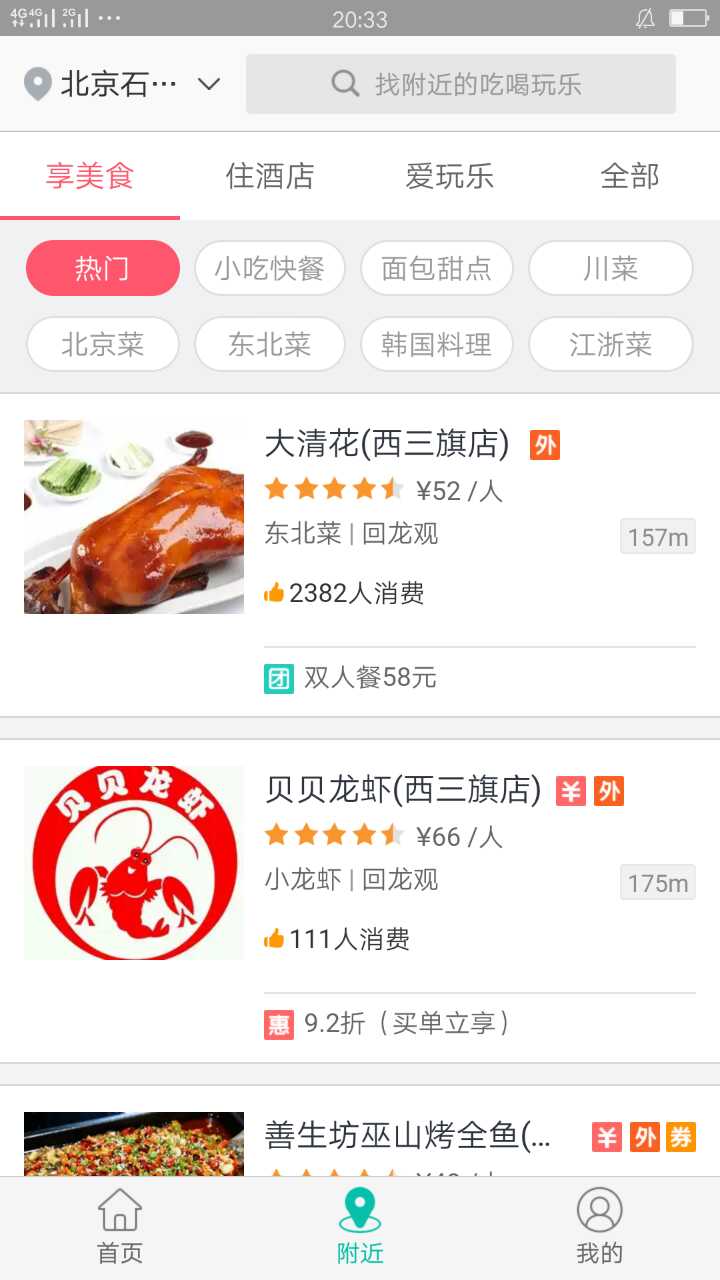 4G 4G 2G ··· 20:33
北京石··· 找附近的吃喝玩乐
享美食 住酒店 爱玩乐 全部
热门 小吃快餐 面包甜点 川菜
北京菜 东北菜 韩国料理 江浙菜
大清花(西三旗店) 外
¥52 /人
东北菜 | 回龙观 157m
2382人消费
团 双人餐58元
贝贝龙虾
贝贝龙虾(西三旗店) ¥ 外
¥66 /人
小龙虾 | 回龙观 175m
111人消费
惠 9.2折（买单立享）
善生坊巫山烤全鱼(... ¥ 外 券
首页 附近 我的